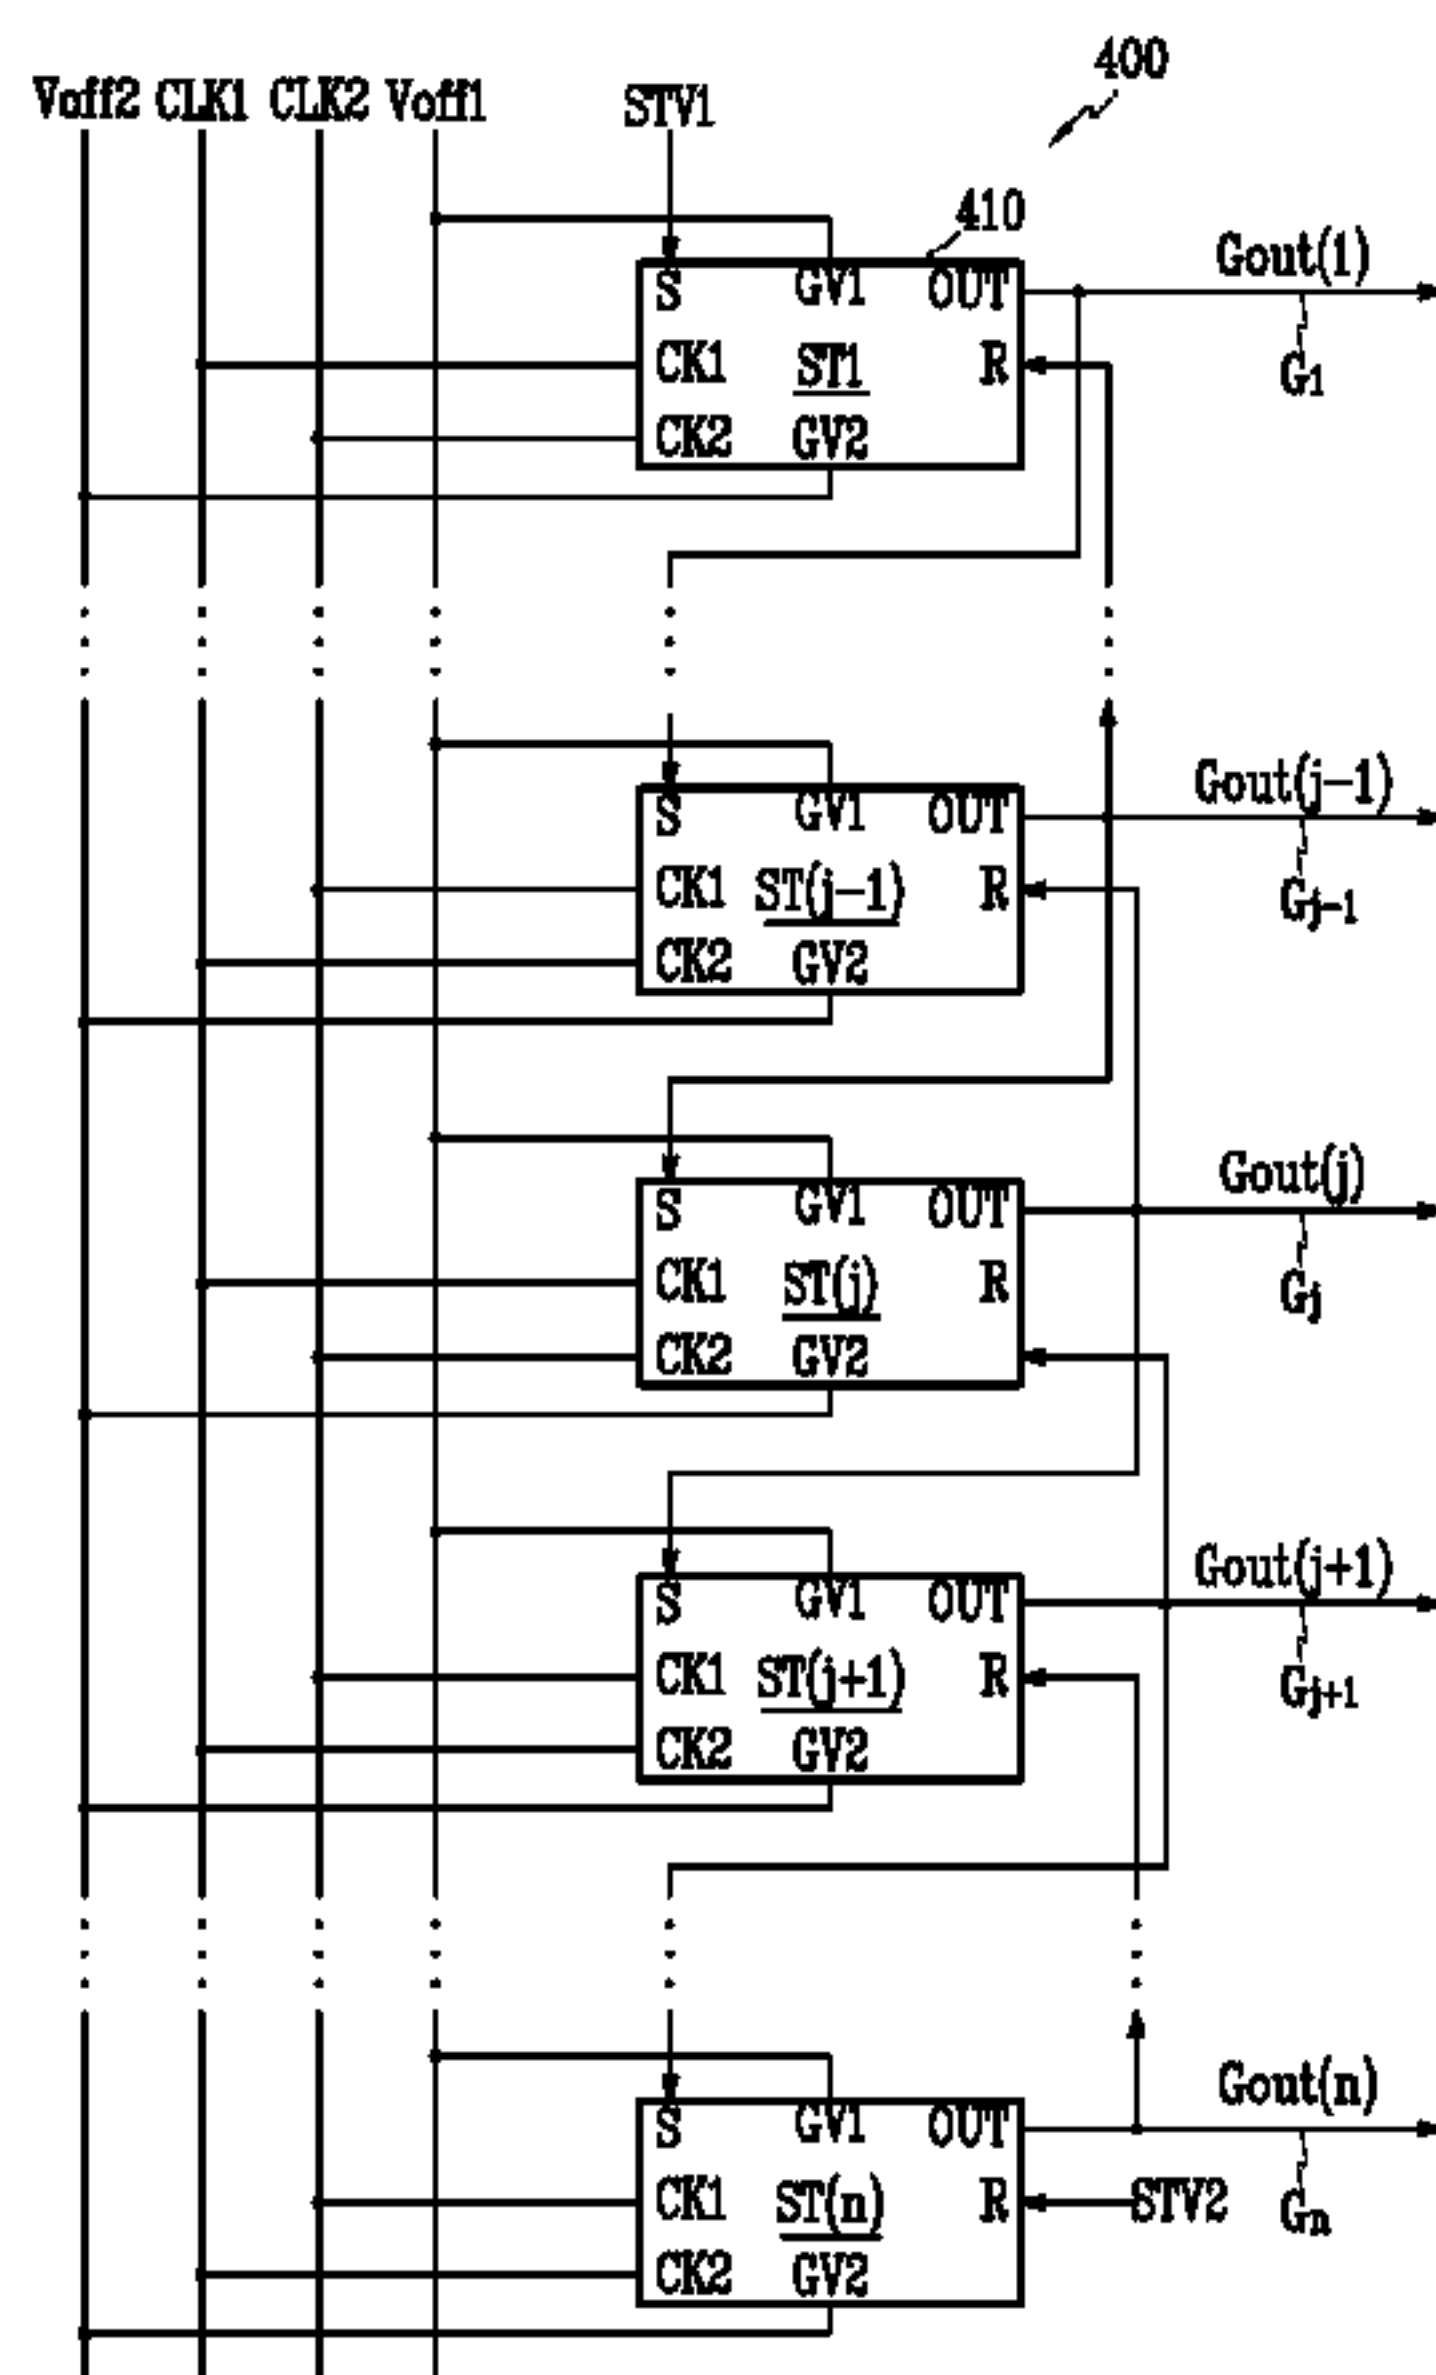 400
Voff2 CLK1 CLK2 Voff1 STV1
410
Gout(1)
S GV1 OUT
CK1 ST1 R
G1
CK2 GV2
Gout(j-1)
S GV1 OUT
CK1 ST(j-1) R
Gj-1
CK2 GV2
Gout(j)
S GV1 OUT
CK1 ST(j) R
Gj
CK2 GV2
Gout(j+1)
S GV1 OUT
CK1 ST(j+1) R
Gj+1
CK2 GV2
Gout(n)
S GV1 OUT
CK1 ST(n) R STV2
Gn
CK2 GV2